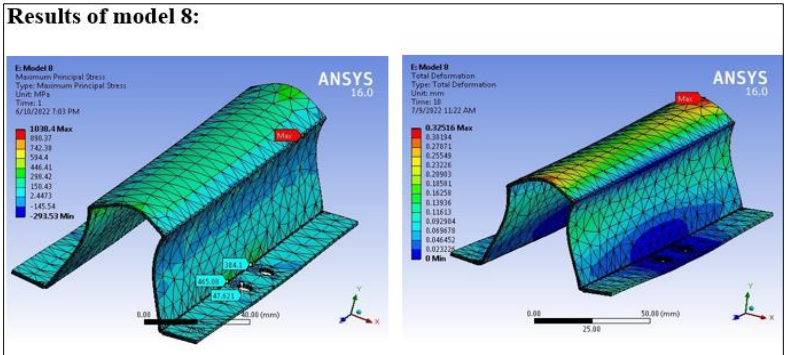 Results of model 8:
E: Model 8
Maximum Principal Stress
Type: Maximum Principal Stress
Unit: MPa
Time: 1
6/10/2022 7:03 PM
ANSYS
16.0
1038.4 Max
890.37
742.38
594.4
446.41
298.42
150.43
2.4473
-145.54
-293.53 Min
Max
384.1
465.08
47.621
0.00
40.00 (mm)
Y
X
E: Model 8
Total Deformation
Type: Total Deformation
Unit: mm
Time: 10
7/9/2022 11:22 AM
ANSYS
16.0
0.32516 Max
0.30194
0.27871
0.25549
0.23226
0.20903
0.18581
0.16258
0.13936
0.11613
0.092904
0.069678
0.046452
0.023226
0 Min
Max
0.00
50.00 (mm)
25.00
Y
X